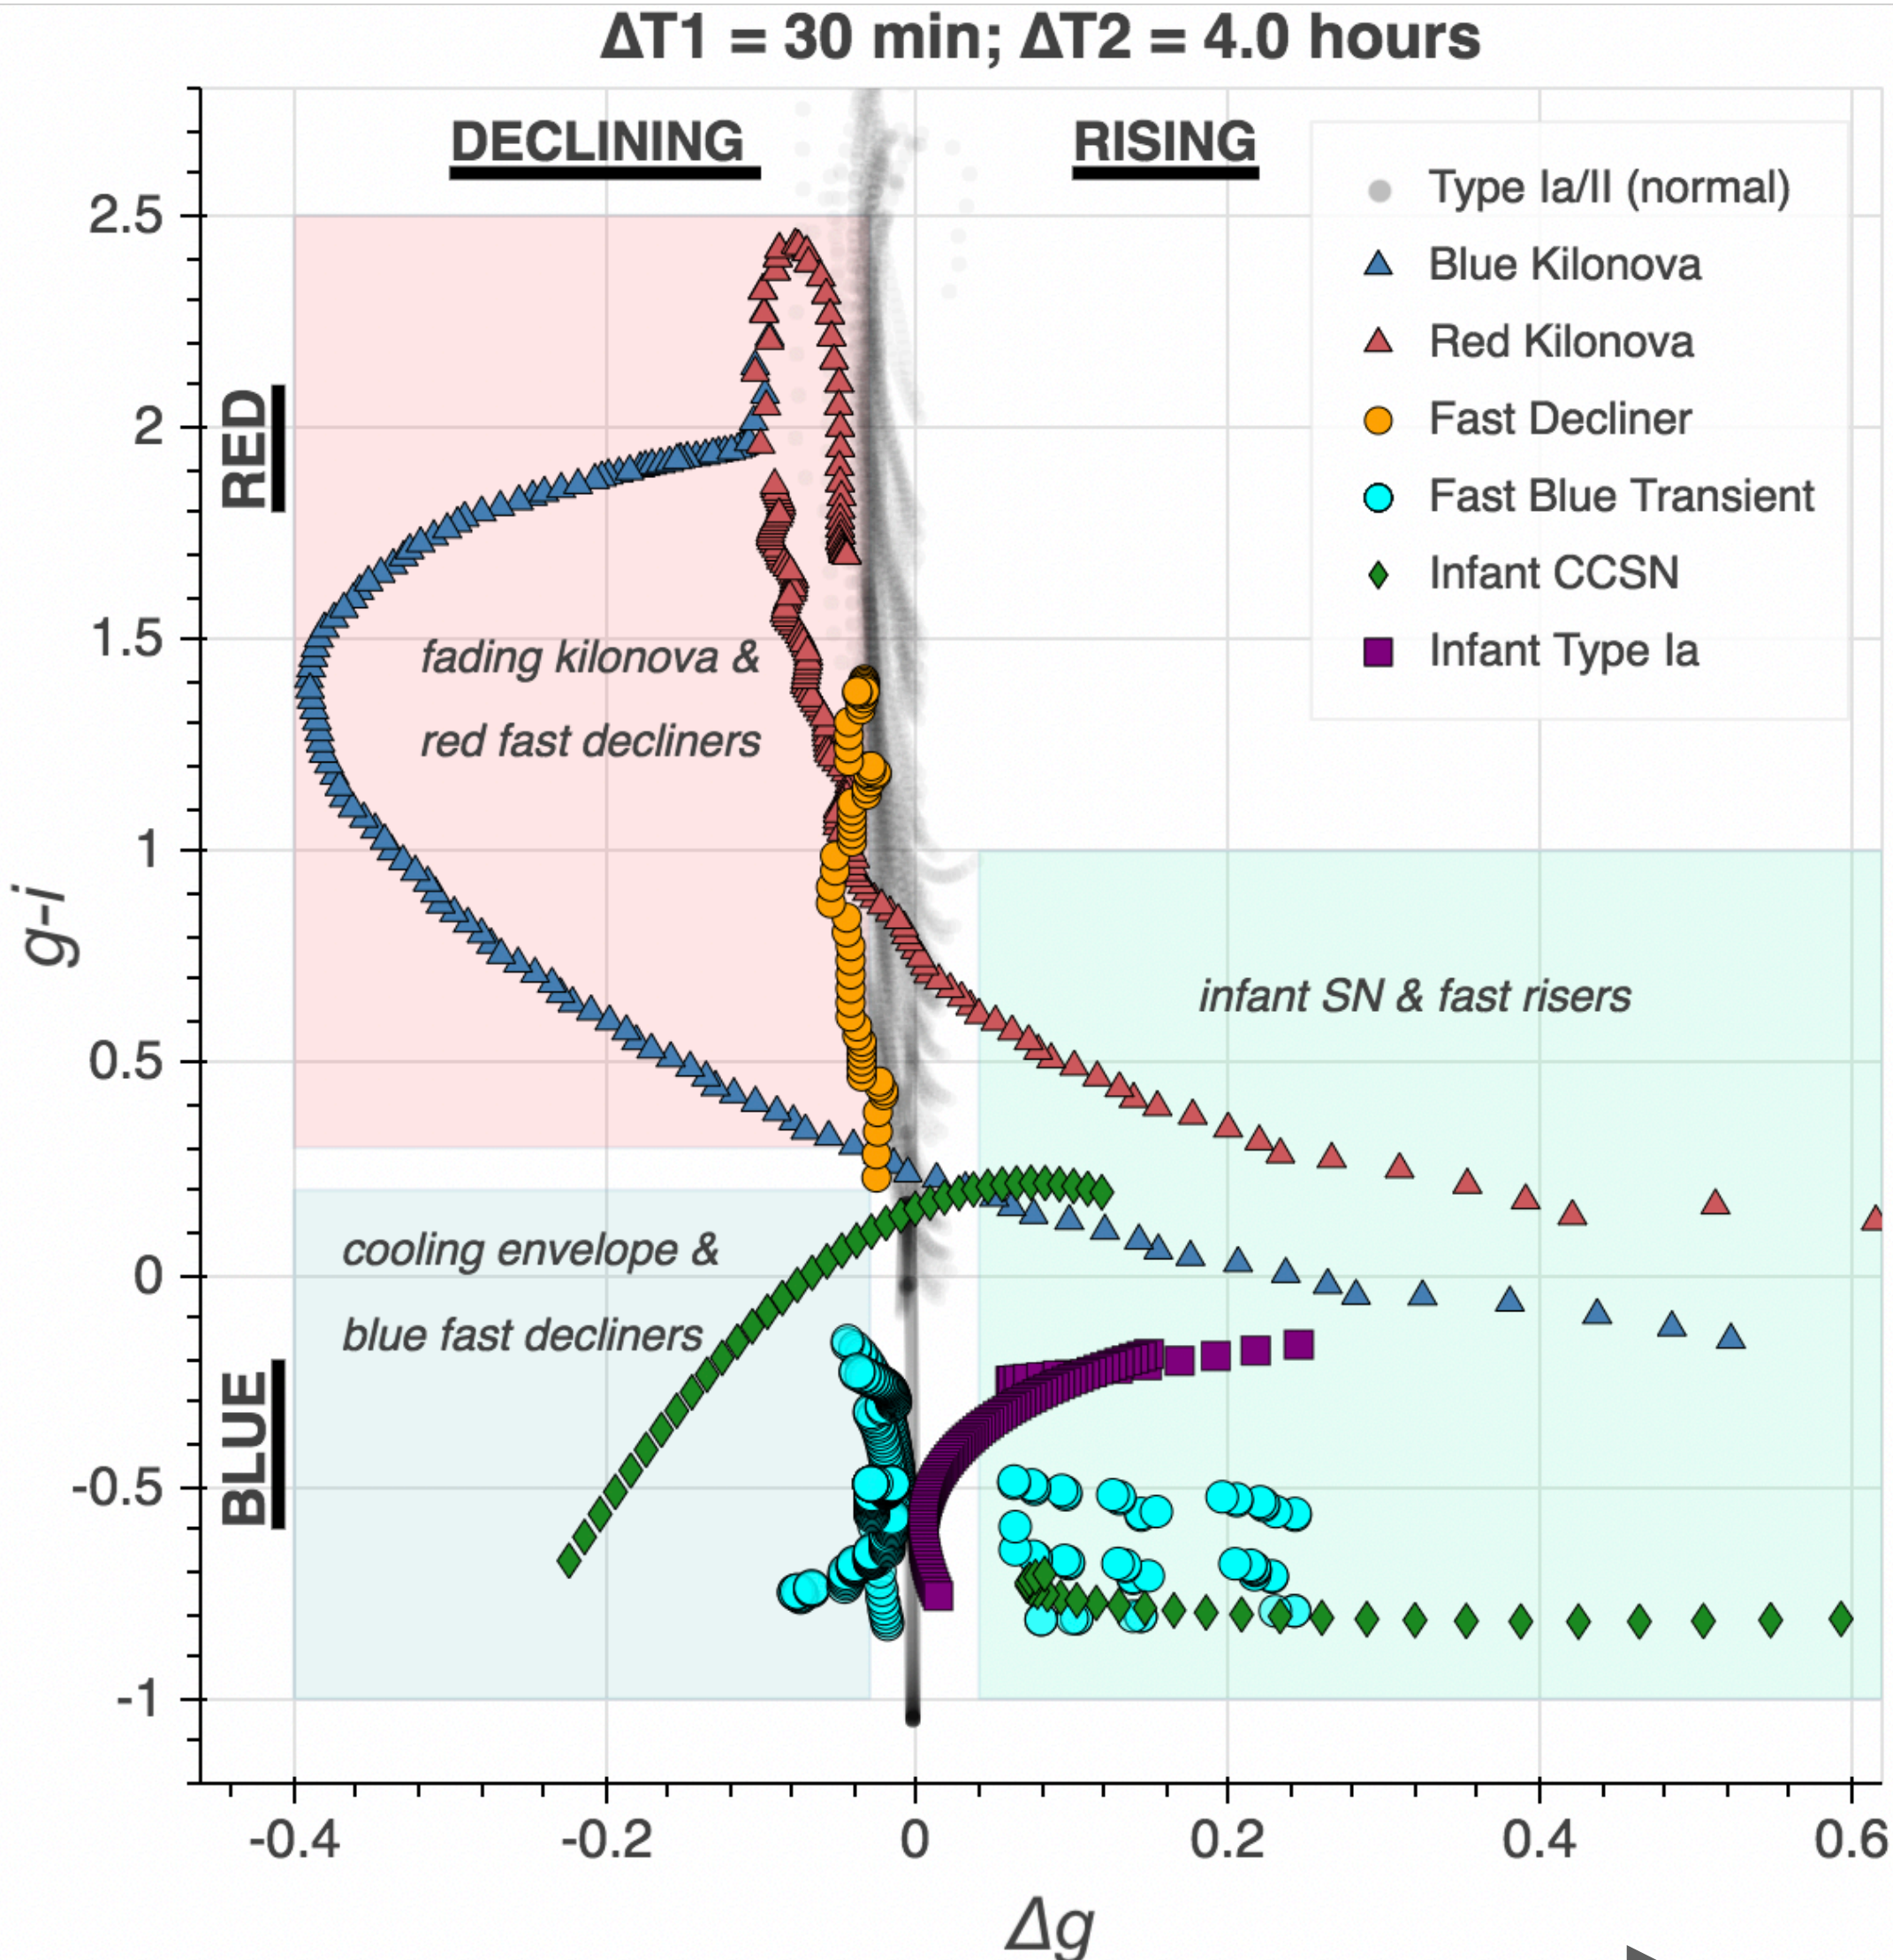 ΔT1 = 30 min; ΔT2 = 4.0 hours
DECLINING
RISING
Type Ia/II (normal)
Blue Kilonova
Red Kilonova
Fast Decliner
Fast Blue Transient
Infant CCSN
Infant Type Ia
RED
BLUE
g-i
2.5
2
1.5
1
0.5
0
-0.5
-1
fading kilonova &
red fast decliners
infant SN & fast risers
cooling envelope &
blue fast decliners
-0.4
-0.2
0
0.2
0.4
0.6
Δg